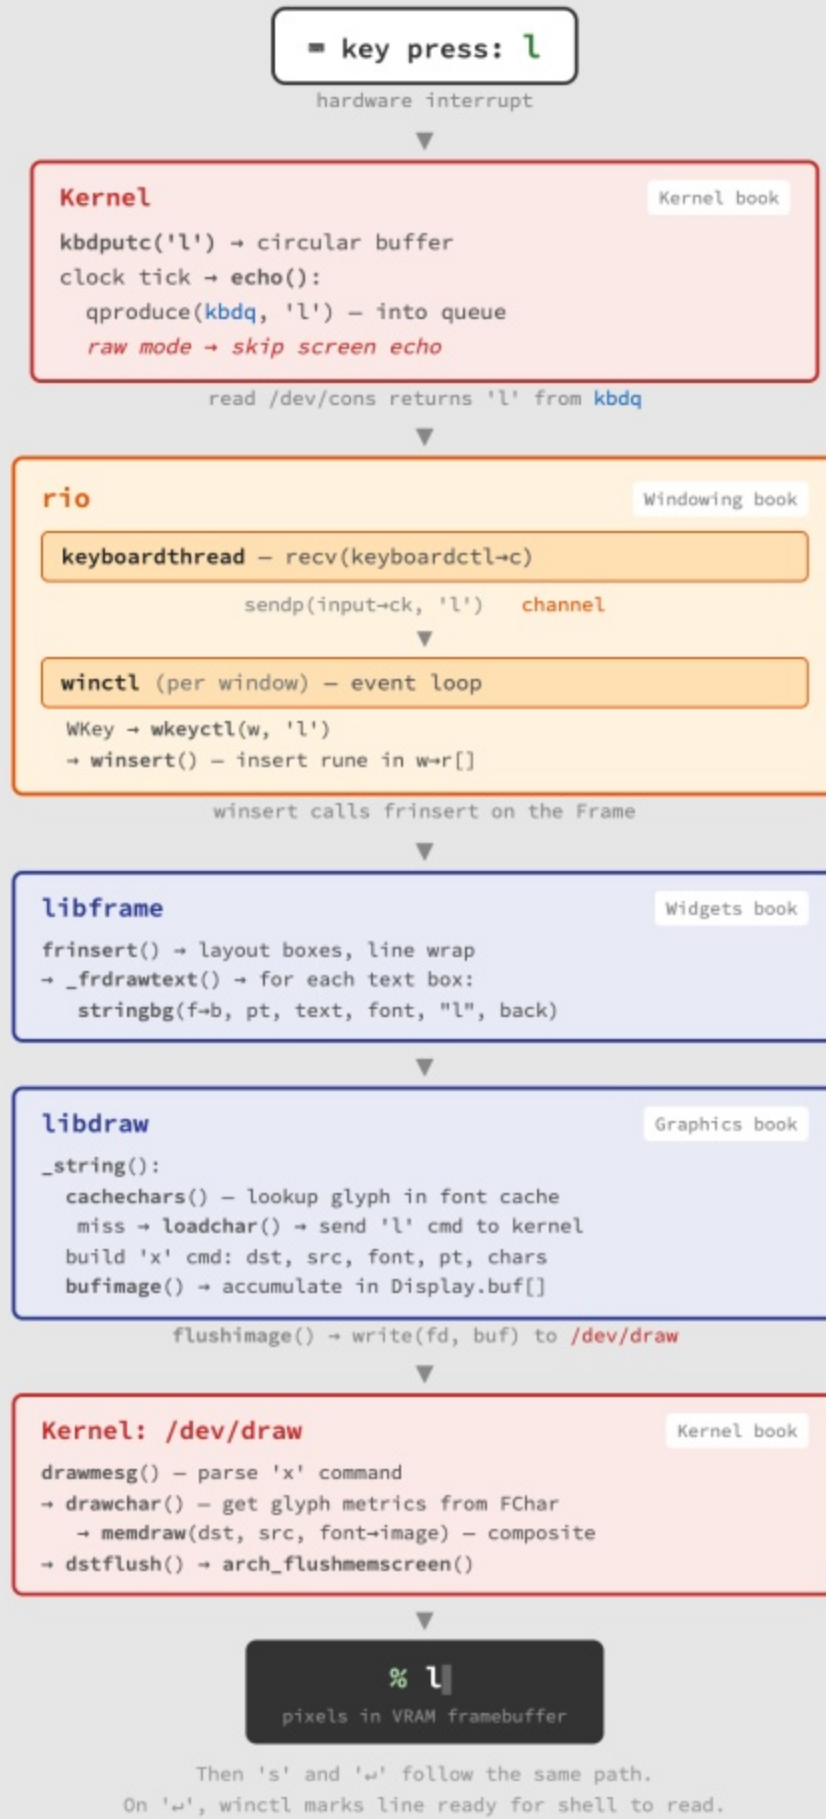 key press: l
hardware interrupt
Kernel
Kernel book
kbdputc('l') → circular buffer
clock tick → echo():
qproduce(kbdq, 'l') — into queue
raw mode → skip screen echo
read /dev/cons returns 'l' from kbdq
rio
Windowing book
keyboardthread — recv(keyboardctl→c)
sendp(input→ck, 'l') channel
winctl (per window) — event loop
WKey → wkeyctl(w, 'l')
→ winsert() — insert rune in w→r[]
winsert calls frinsert on the Frame
libframe
Widgets book
frinsert() → layout boxes, line wrap
→ _frdrawtext() → for each text box:
stringbg(f→b, pt, text, font, "l", back)
libdraw
Graphics book
_string():
cachechars() — lookup glyph in font cache
miss → loadchar() → send 'l' cmd to kernel
build 'x' cmd: dst, src, font, pt, chars
bufimage() → accumulate in Display.buf[]
flushimage() → write(fd, buf) to /dev/draw
Kernel: /dev/draw
Kernel book
drawmesg() — parse 'x' command
→ drawchar() — get glyph metrics from FChar
→ memdraw(dst, src, font→image) — composite
→ dstflush() → arch_flushmemscreen()
% l
pixels in VRAM framebuffer
Then 's' and '↵' follow the same path.
On '↵', winctl marks line ready for shell to read.